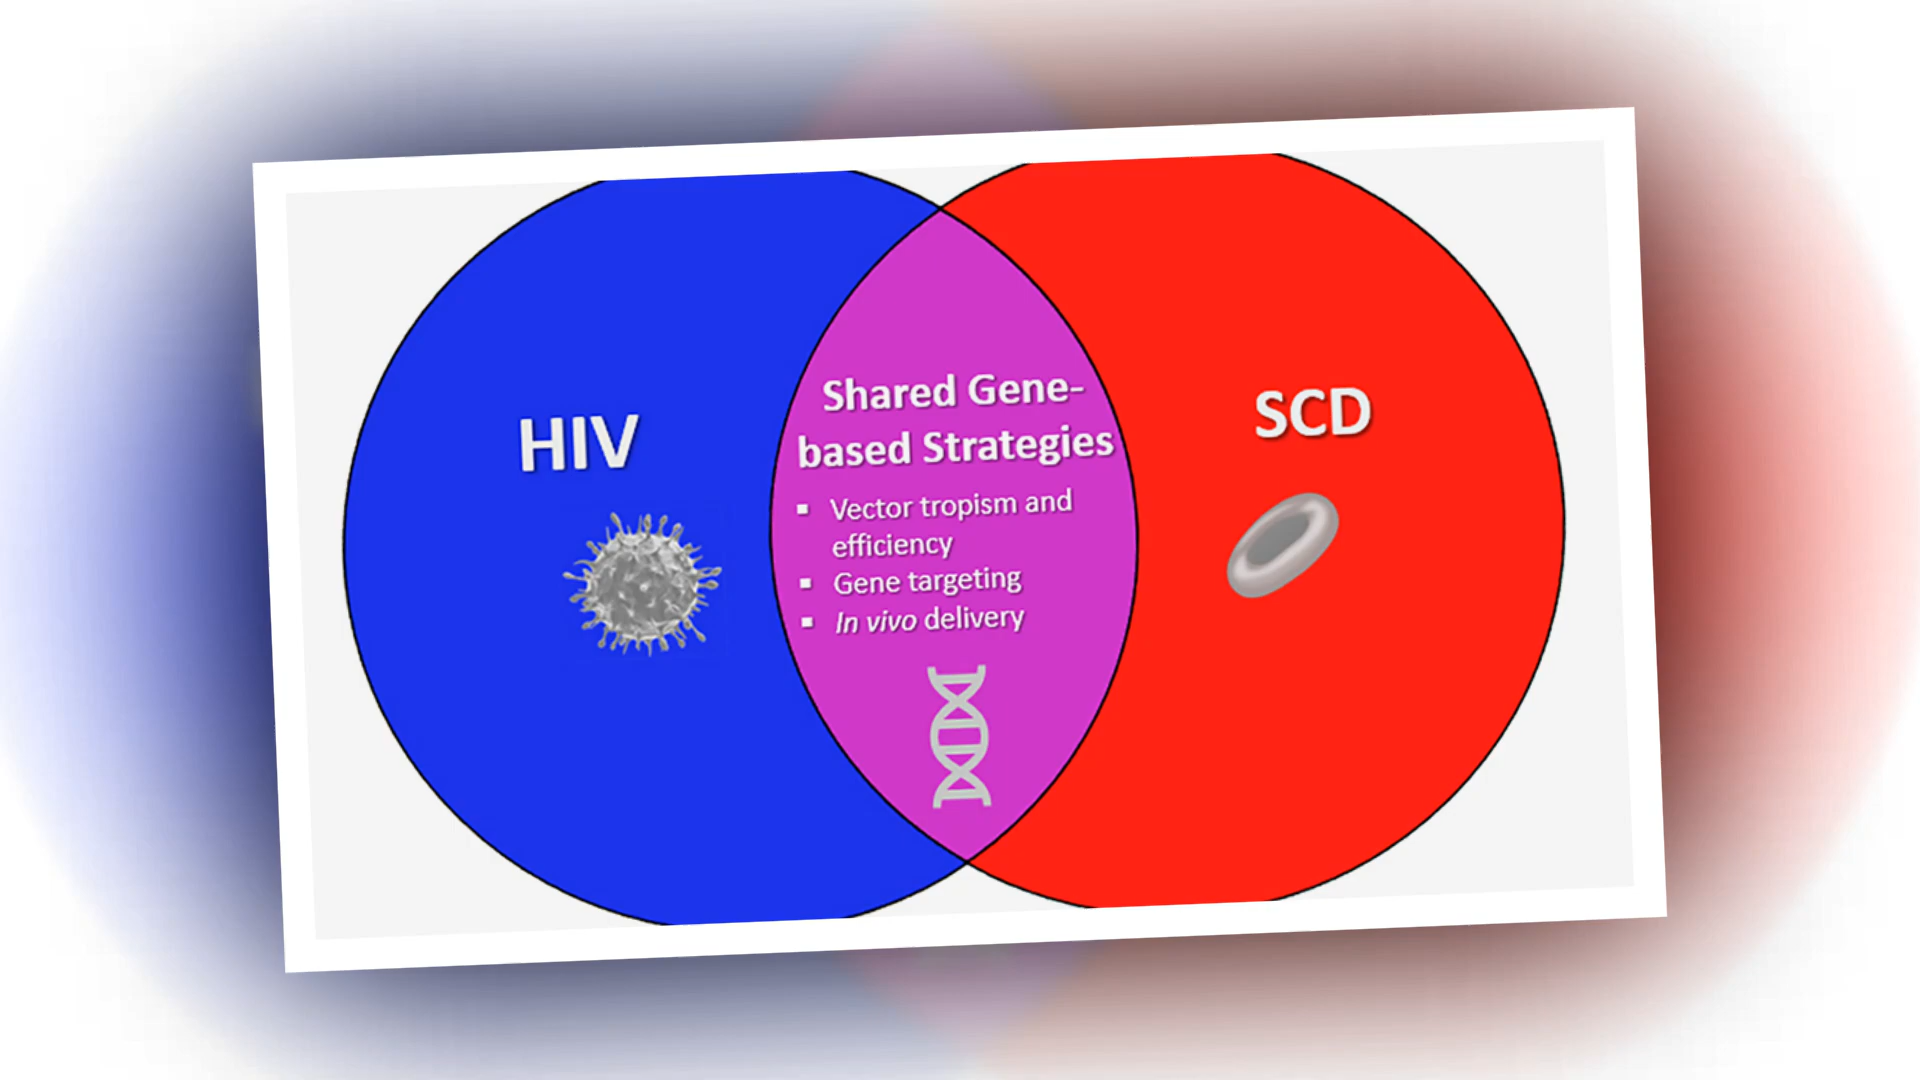 HIV
Shared Gene-
based Strategies
▪ Vector tropism and
efficiency
▪ Gene targeting
▪ In vivo delivery
SCD